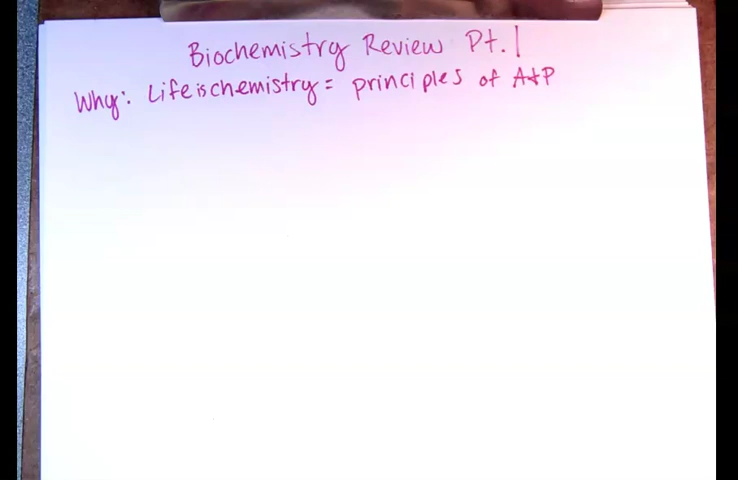 Biochemistry Review Pt. 1
Why: Life is chemistry = principles of A+P